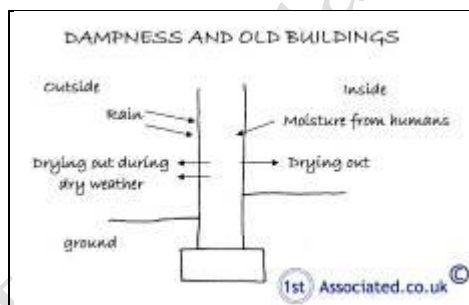 DAMPNESS AND OLD BUILDINGS
Outside
Inside
Rain
Moisture from humans
Drying out during
dry weather
Drying out
ground
1st Associated.co.uk ©